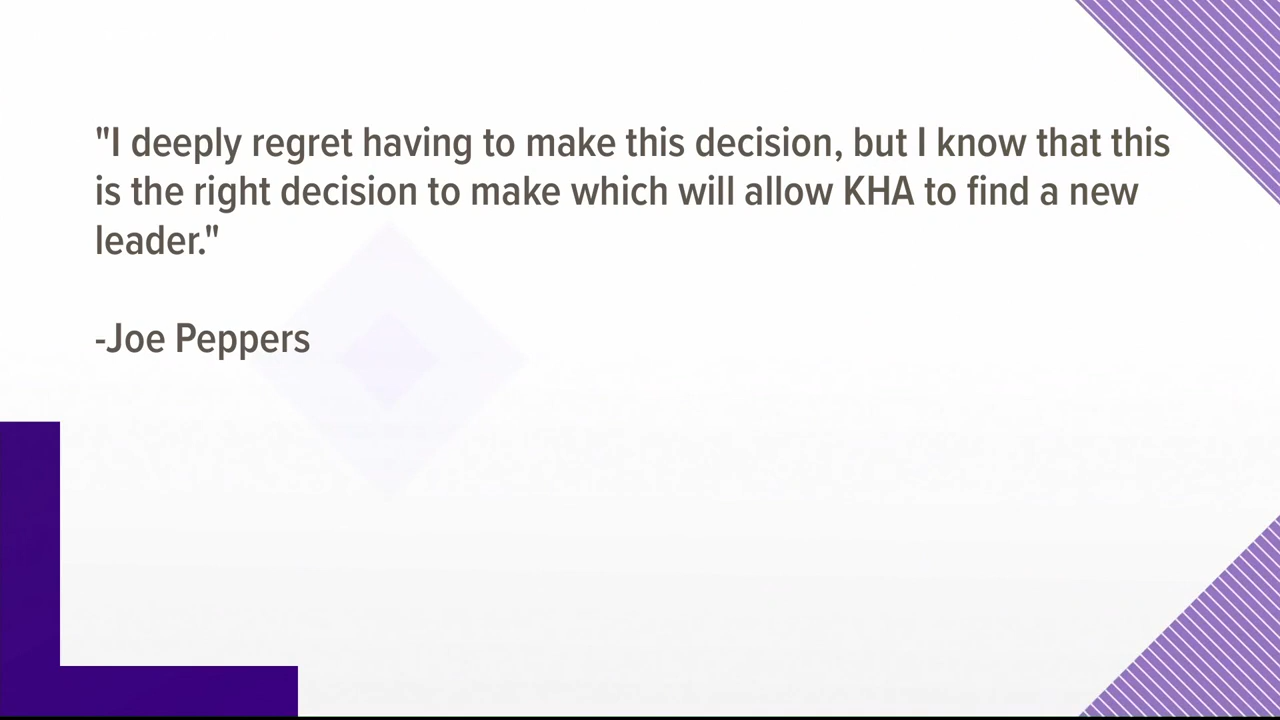 "I deeply regret having to make this decision, but I know that this
is the right decision to make which will allow KHA to find a new
leader."
-Joe Peppers